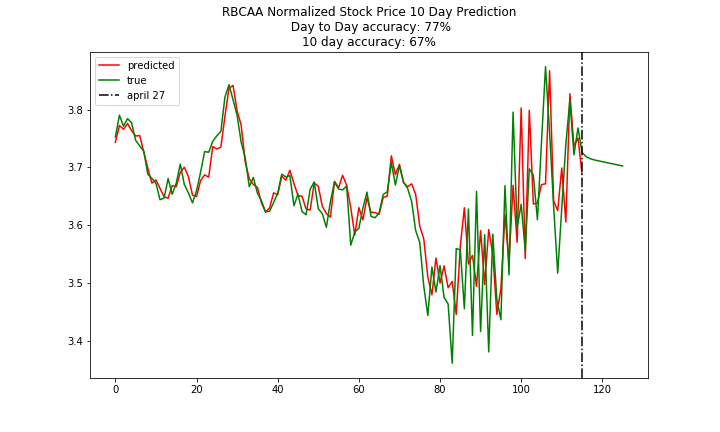 RBCAA Normalized Stock Price 10 Day Prediction
Day to Day accuracy: 77%
10 day accuracy: 67%
predicted
true
april 27
3.8
3.7
3.6
3.5
3.4
0 20 40 60 80 100 120